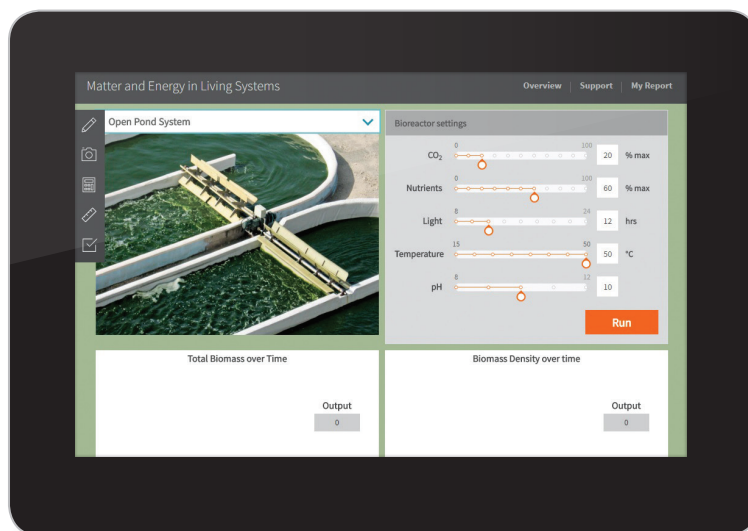 Matter and Energy in Living Systems
Overview | Support | My Report
Open Pond System
Bioreactor settings
0 100
CO₂ 20 % max
0 100
Nutrients 60 % max
8 24
Light 12 hrs
15 50
Temperature 50 °C
8 12
pH 10
Run
Total Biomass over Time
Output
0
Biomass Density over time
Output
0